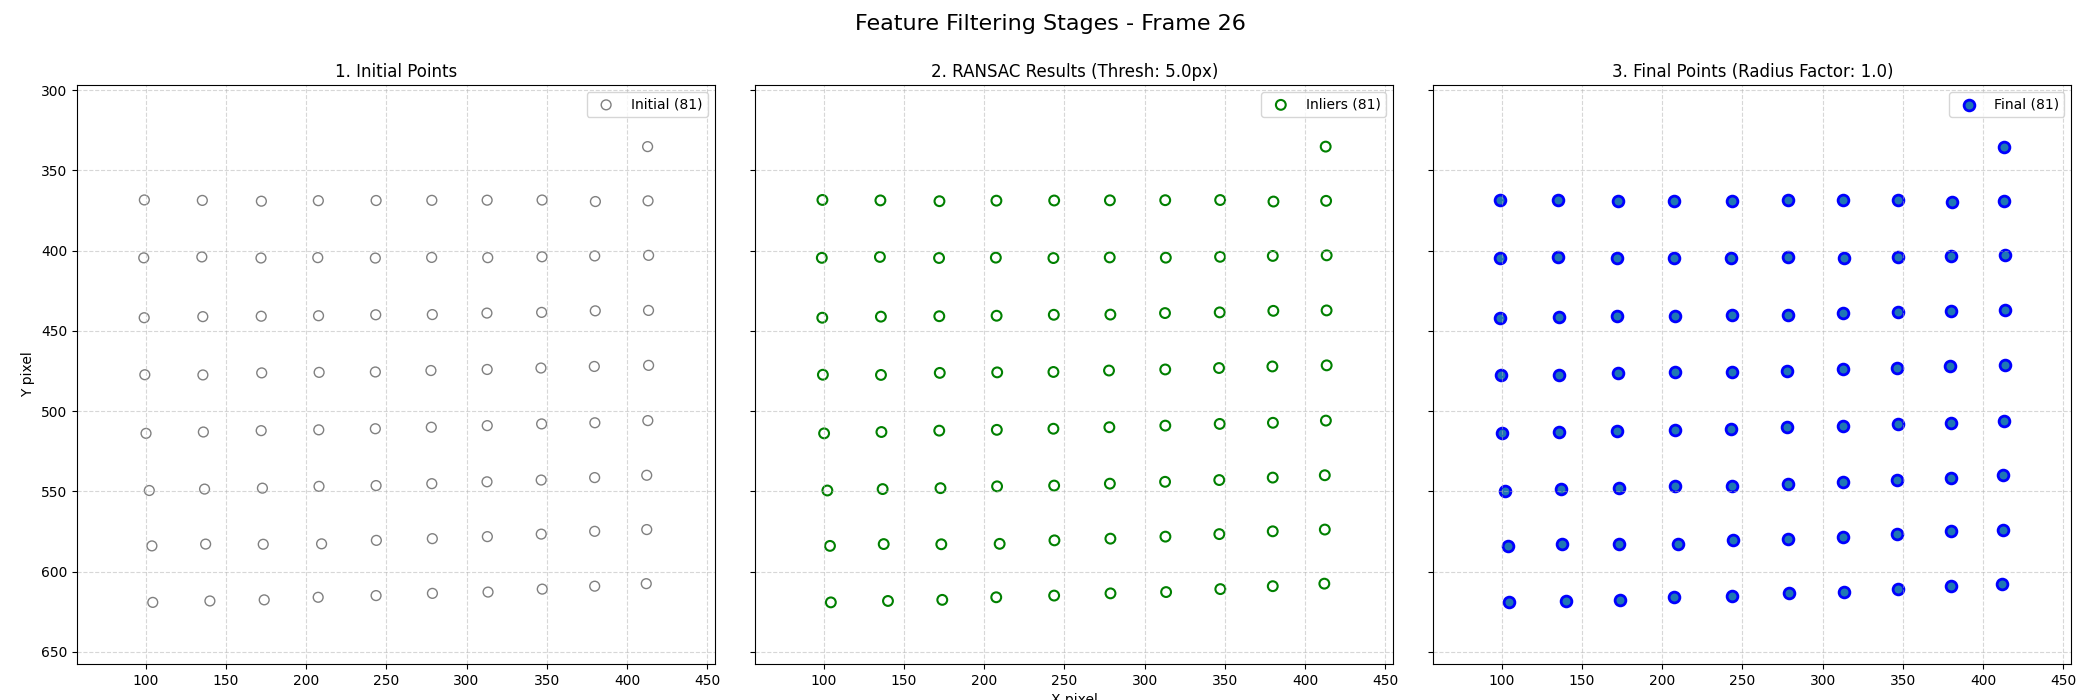 Feature Filtering Stages - Frame 26
1. Initial Points
Initial (81)
300
350
400
450
500
550
600
650
Y pixel
100 150 200 250 300 350 400 450
2. RANSAC Results (Thresh: 5.0px)
Inliers (81)
100 150 200 250 300 350 400 450
X pixel
3. Final Points (Radius Factor: 1.0)
Final (81)
100 150 200 250 300 350 400 450